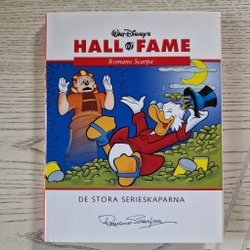 Walt Disney's
HALL OF FAME
Romano Scarpa
DE STORA SERIESKAPARNA
Romano Scarpa